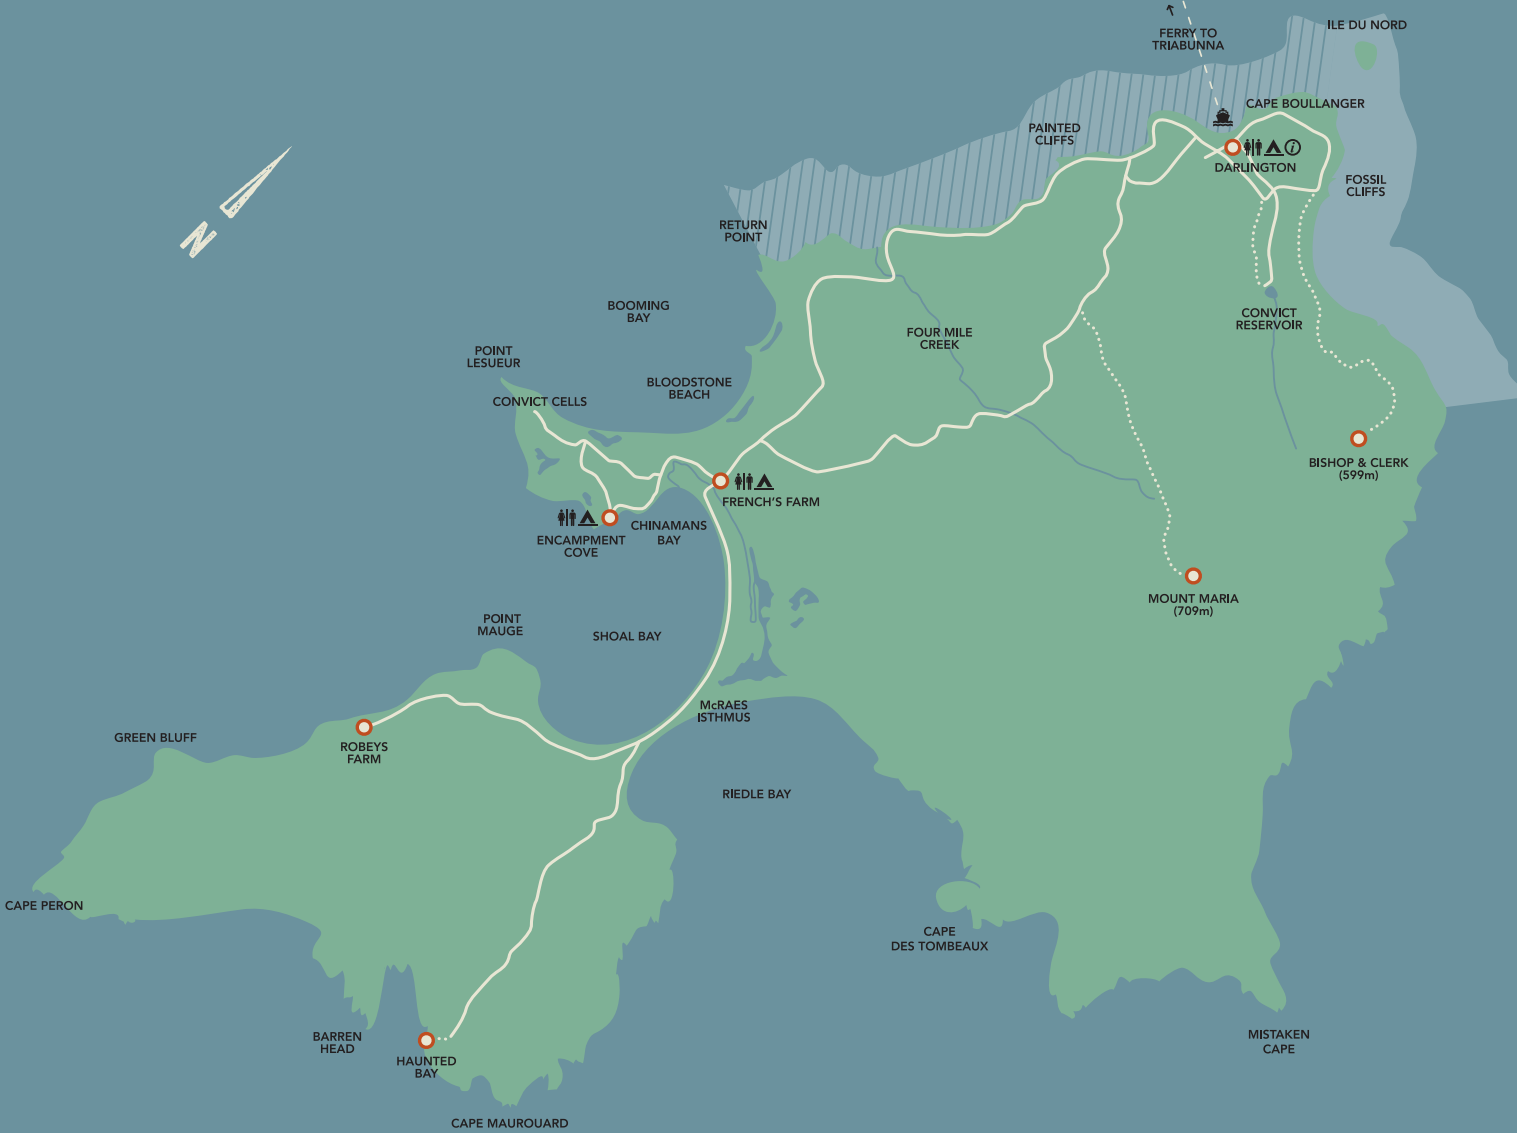 ILE DU NORD
FERRY TO
TRIABUNNA
CAPE BOULLANGER
PAINTED
CLIFFS
DARLINGTON
FOSSIL
CLIFFS
RETURN
POINT
N
BOOMING
BAY
CONVICT
RESERVOIR
FOUR MILE
CREEK
POINT
LESUEUR
BLOODSTONE
BEACH
CONVICT CELLS
BISHOP & CLERK
(599m)
FRENCH'S FARM
CHINAMANS
BAY
ENCAMPMENT
COVE
MOUNT MARIA
(709m)
POINT
MAUGE
SHOAL BAY
McRAES
ISTHMUS
GREEN BLUFF
ROBEYS
FARM
RIEDLE BAY
CAPE PERON
CAPE
DES TOMBEAUX
BARREN
HEAD
MISTAKEN
CAPE
HAUNTED
BAY
CAPE MAUROUARD